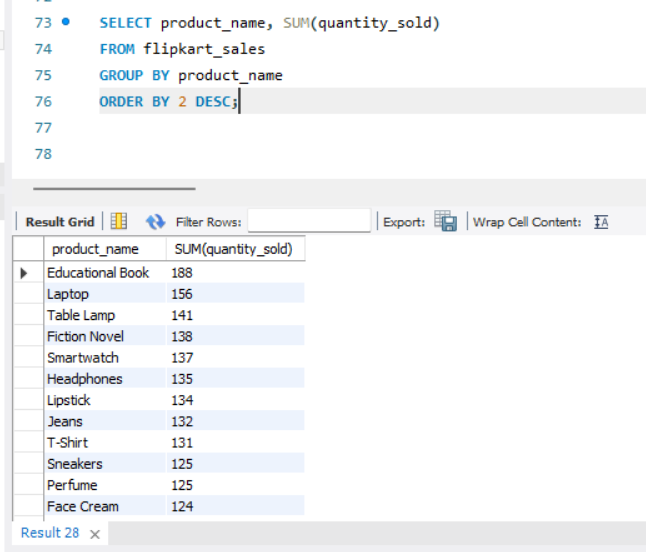 73 SELECT product_name, SUM(quantity_sold)
74 FROM flipkart_sales
75 GROUP BY product_name
76 ORDER BY 2 DESC;
77
78
Result Grid Filter Rows: Export: Wrap Cell Content:
product_name SUM(quantity_sold)
Educational Book 188
Laptop 156
Table Lamp 141
Fiction Novel 138
Smartwatch 137
Headphones 135
Lipstick 134
Jeans 132
T-Shirt 131
Sneakers 125
Perfume 125
Face Cream 124
Result 28